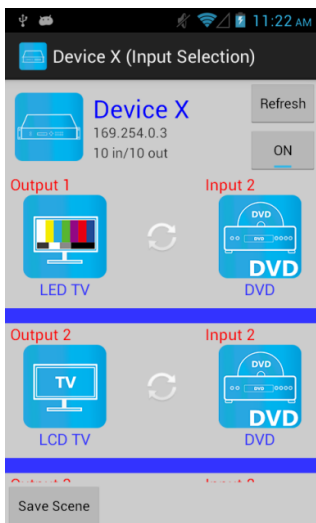 11:22 AM
Device X (Input Selection)
Device X
169.254.0.3
10 in/10 out
Refresh
ON
Output 1
Input 2
DVD
DVD
DVD
LED TV
DVD
Output 2
Input 2
TV
DVD
DVD
DVD
LCD TV
DVD
Save Scene